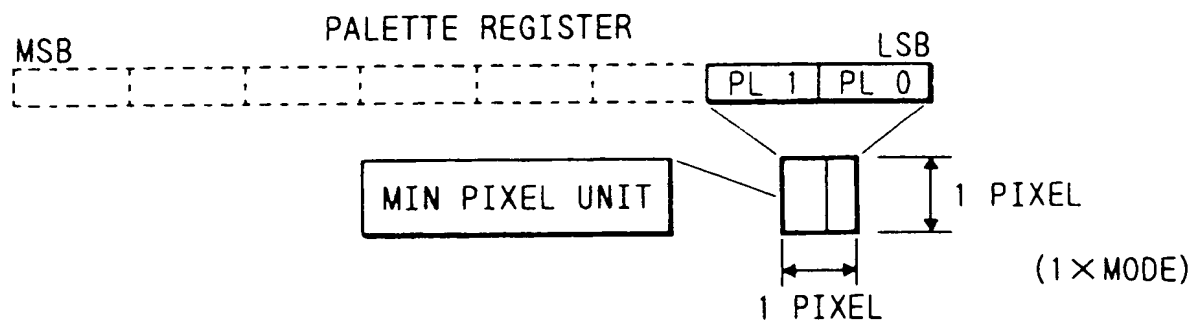 PALETTE REGISTER
MSB
LSB
PL 1 PL 0
MIN PIXEL UNIT
1 PIXEL
(1×MODE)
1 PIXEL